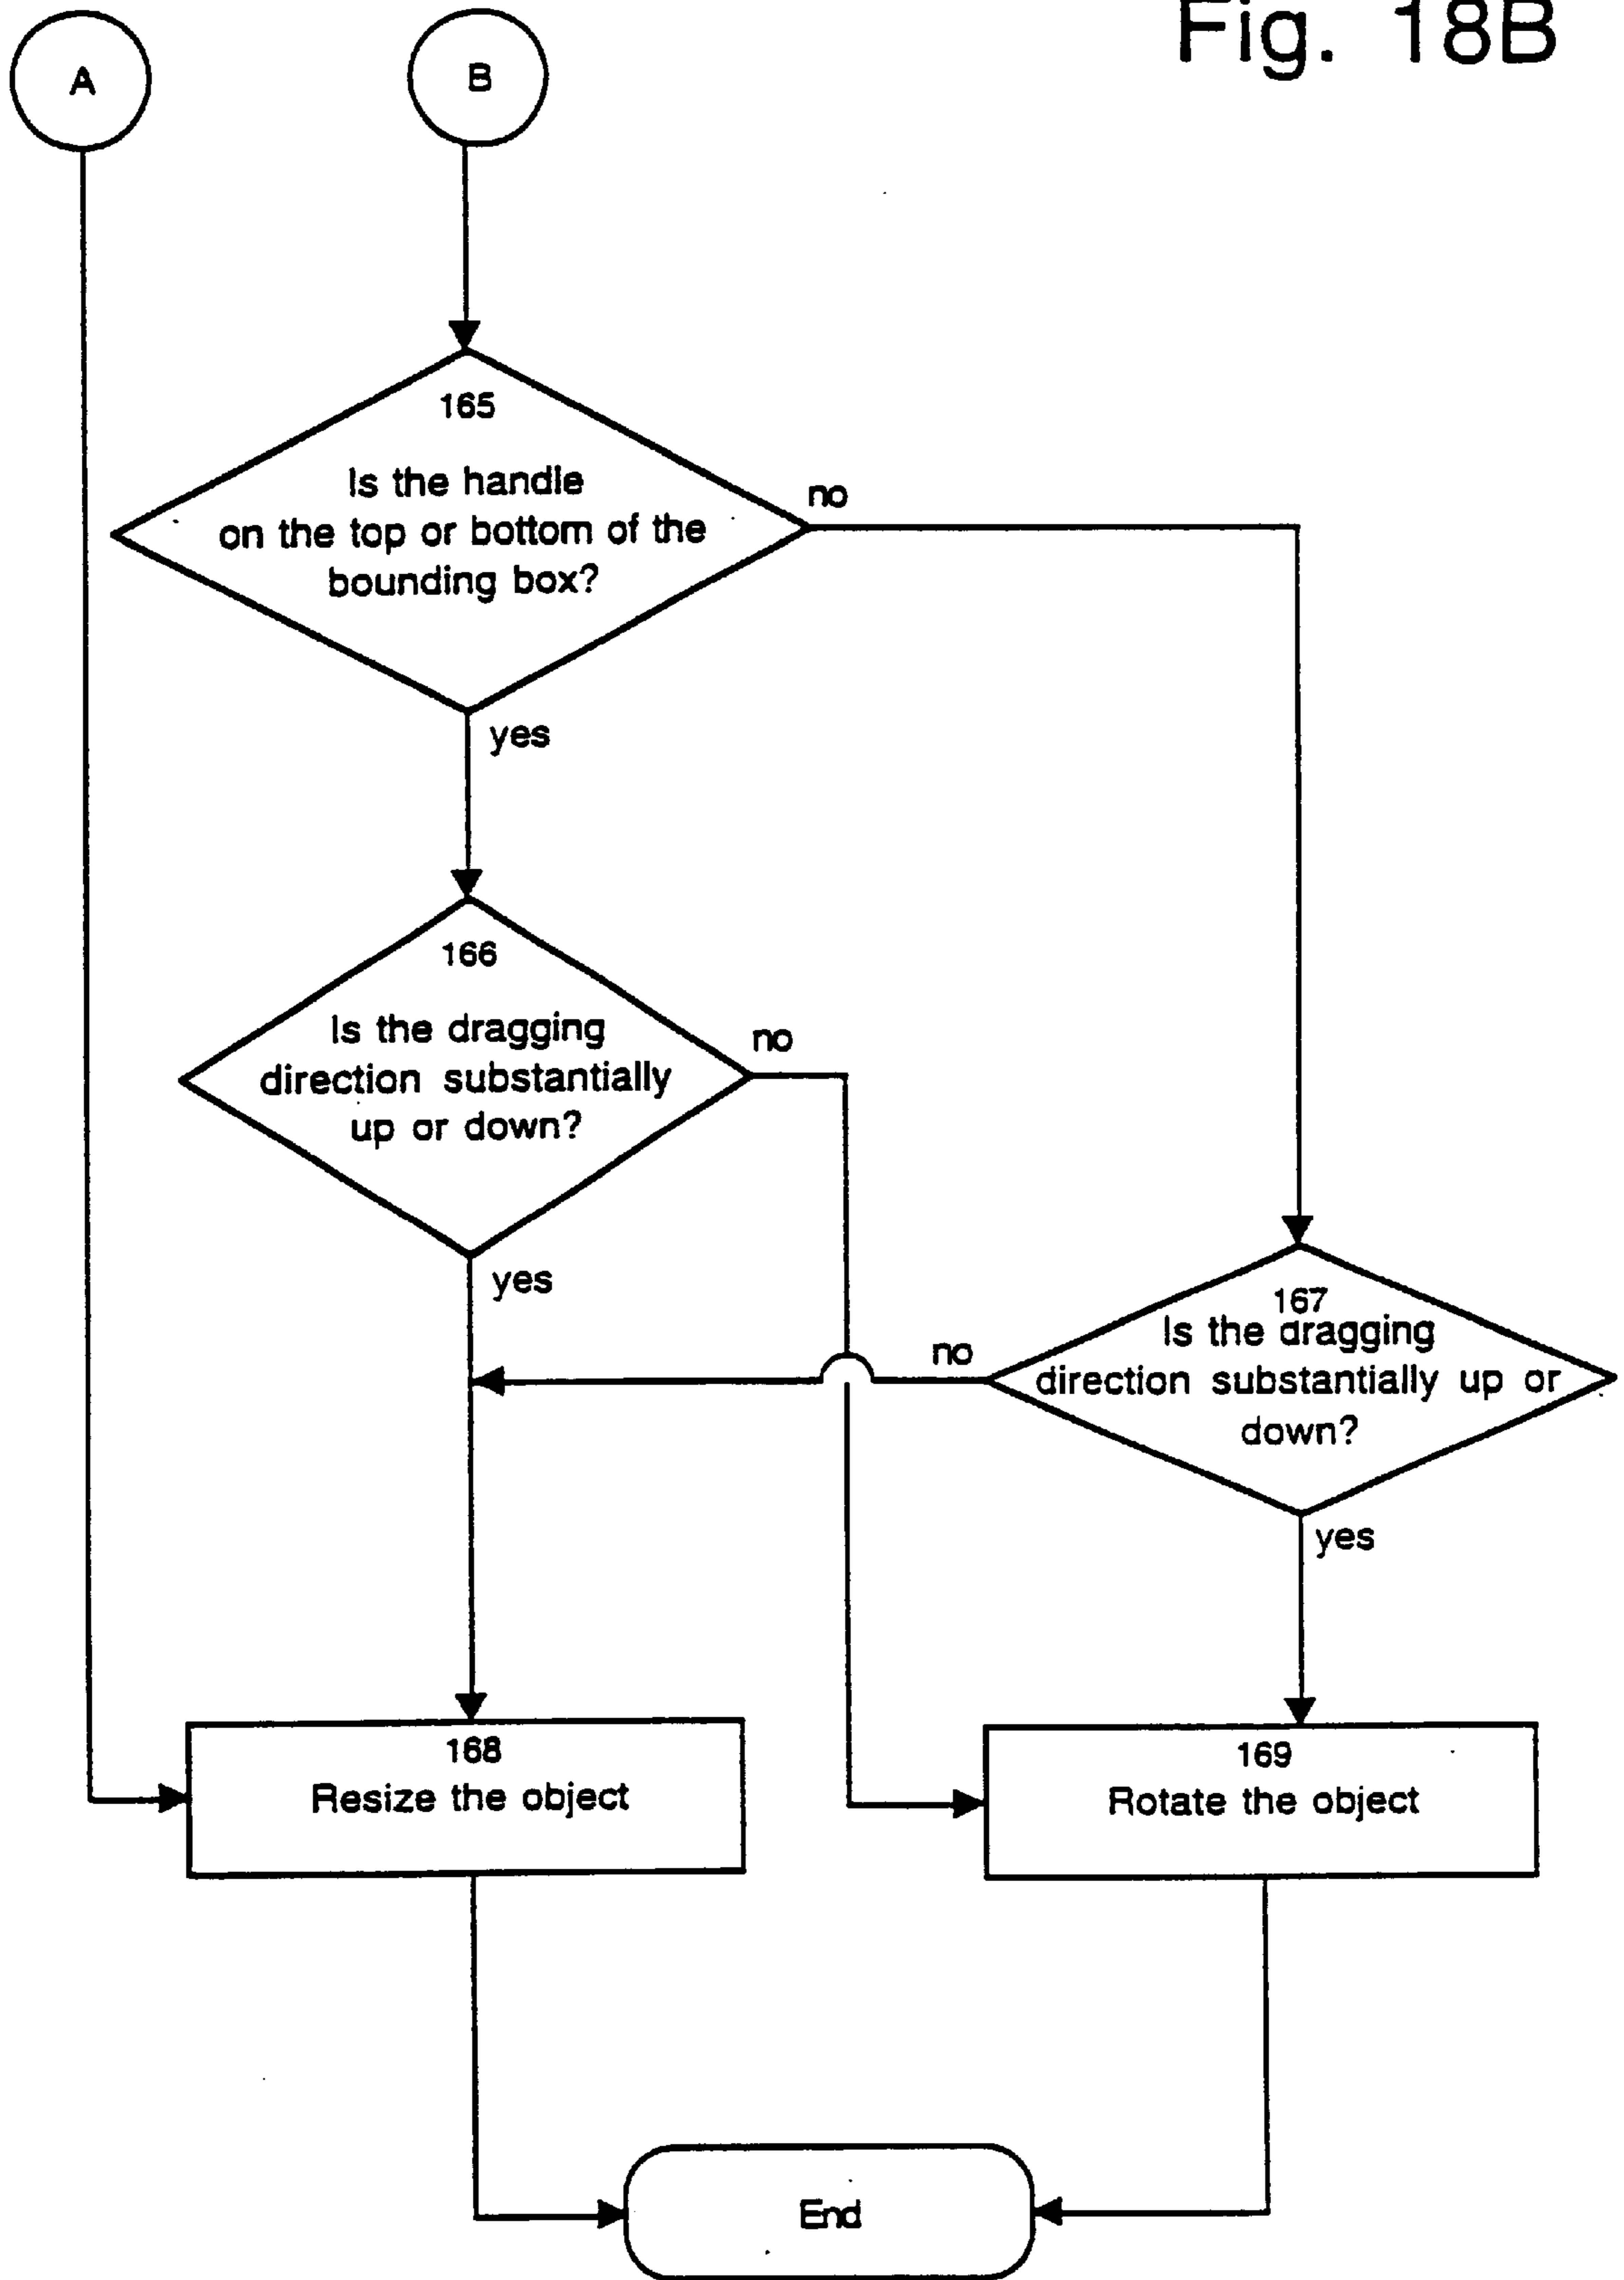 Fig. 18B
A
B
165
Is the handle
on the top or bottom of the
bounding box?
no
yes
166
Is the dragging
direction substantially
up or down?
no
yes
167
Is the dragging
direction substantially up or
down?
no
yes
168
Resize the object
169
Rotate the object
End